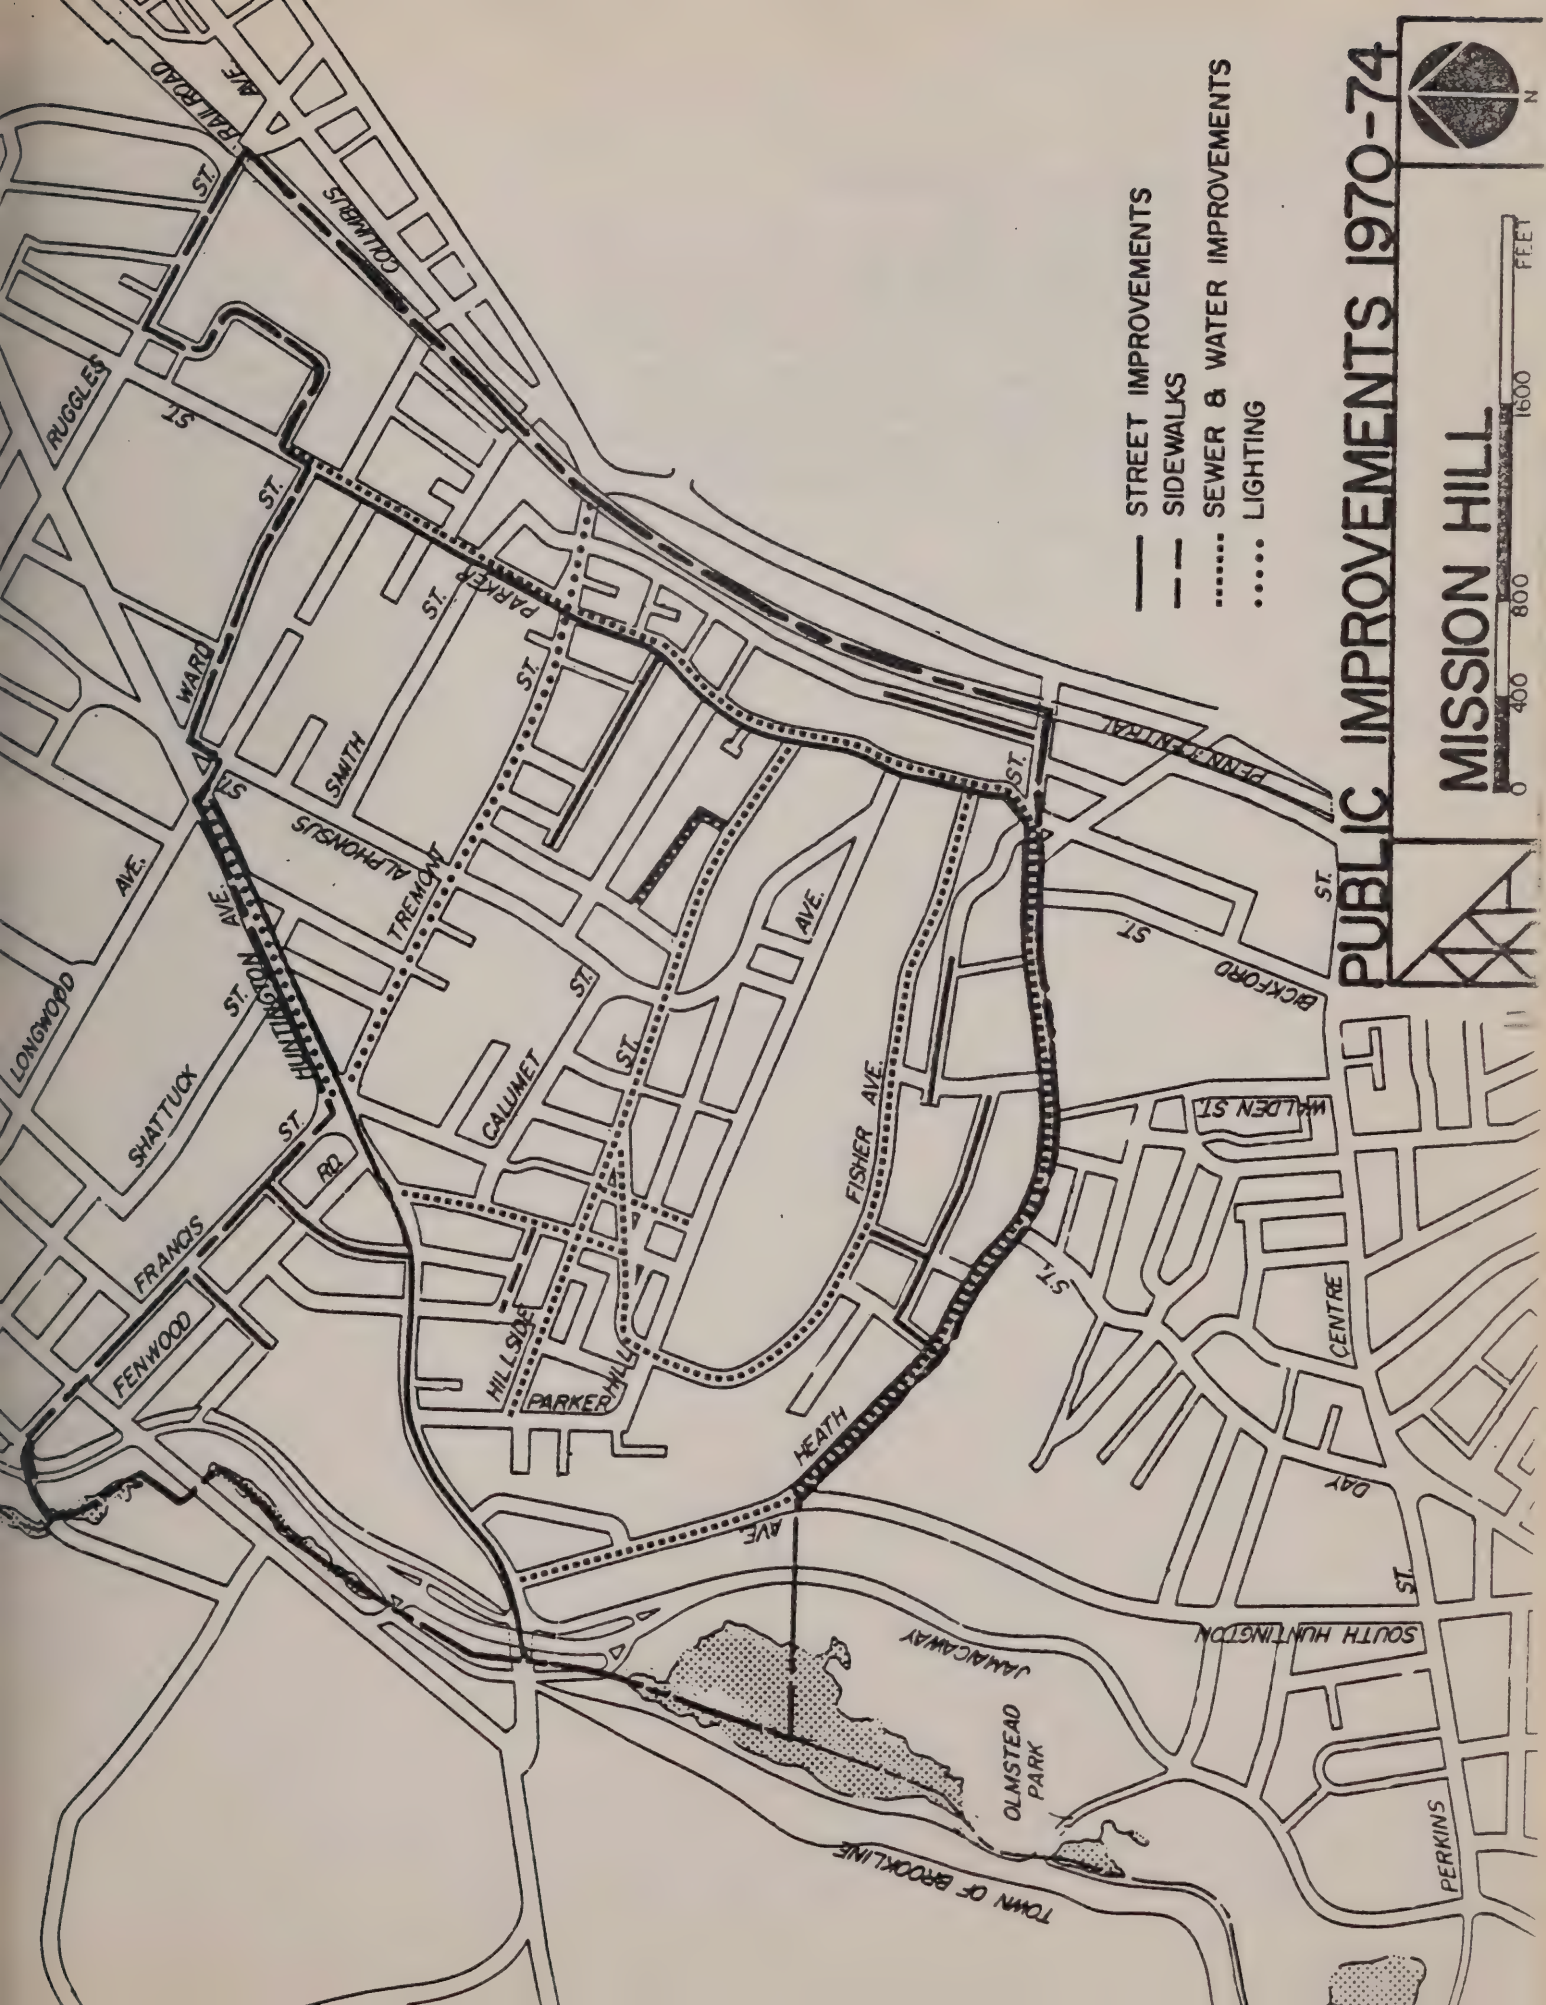 PUBLIC IMPROVEMENTS 1970-74
MISSION HILL
0 400 800 1600 FEET
N
STREET IMPROVEMENTS
SIDEWALKS
SEWER & WATER IMPROVEMENTS
LIGHTING
RAILROAD
AVE.
ST.
COLUMBUS
RUGGLES
ST.
ST.
WARD
ST.
PARKER
ST.
SMITH
ST.
ALPHONSUS
ST.
TREMONT
AVE.
LONGWOOD
AVE.
HUNTINGTON
ST.
SHATTUCK
ST.
FRANCIS
RD.
FENWOOD
ST.
CALUMET
ST.
HILLSIDE
PARKER
HILL
AVE.
FISHER AVE.
ST.
HEATH
AVE.
PENN CENTRAL
ST.
BICKFORD
ST.
WALDEN ST.
ST.
CENTRE
DAY
ST.
SOUTH HUNTINGTON
JAMAICAWAY
OLMSTEAD
PARK
TOWN OF BROOKLINE
PERKINS